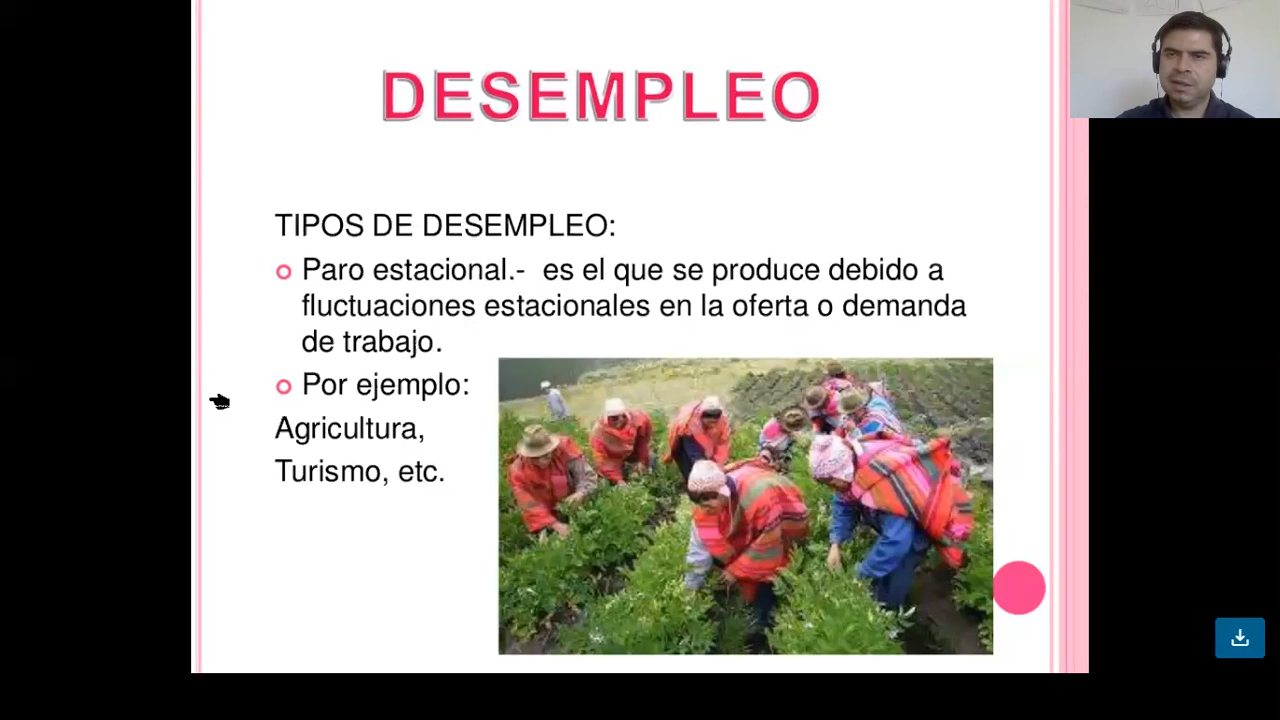 DESEMPLEO
TIPOS DE DESEMPLEO:
Paro estacional.- es el que se produce debido a
fluctuaciones estacionales en la oferta o demanda
de trabajo.
Por ejemplo:
Agricultura,
Turismo, etc.